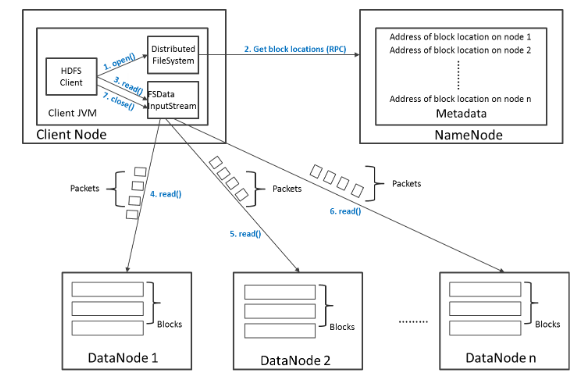 Distributed
FileSystem
1. open()
2. Get block locations (RPC)
Address of block location on node 1
Address of block location on node 2
Address of block location on node n
Metadata
NameNode
HDFS
Client
3. read()
7. close()
FSData
InputStream
Client JVM
Client Node
Packets
4. read()
Packets
5. read()
Packets
6. read()
Blocks
DataNode 1
Blocks
DataNode 2
.........
Blocks
DataNode n